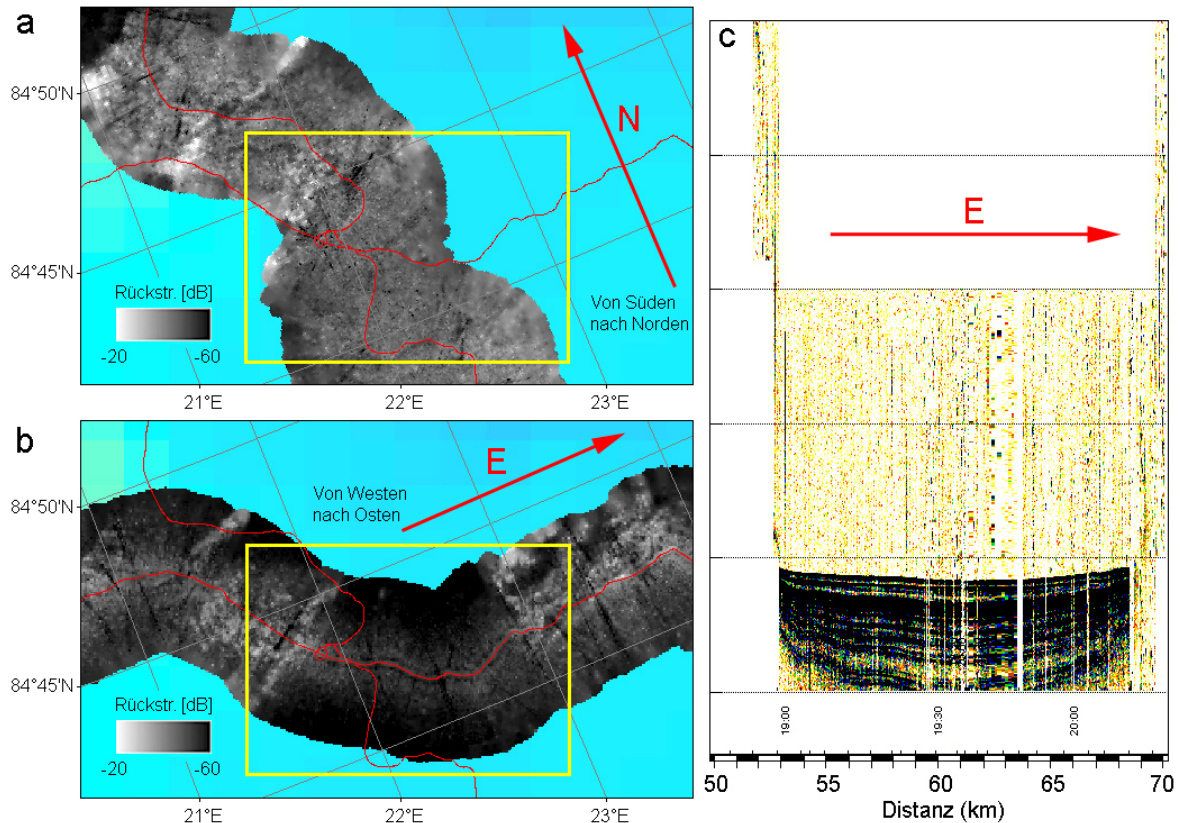 a
84°50'N
84°45'N
N
Von Süden
nach Norden
Rückstr. [dB]
-20 -60
21°E 22°E 23°E
b
E
Von Westen
nach Osten
84°50'N
84°45'N
Rückstr. [dB]
-20 -60
21°E 22°E 23°E
c
E
19:00 19:30 20:00
50 55 60 65 70
Distanz (km)